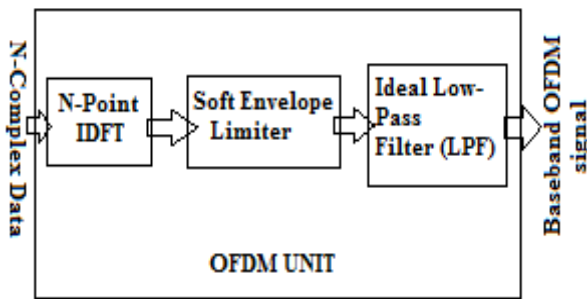 N-Complex Data
N-Point
IDFT
Soft Envelope
Limiter
Ideal Low-
Pass
Filter (LPF)
Baseband OFDM
signal
OFDM UNIT